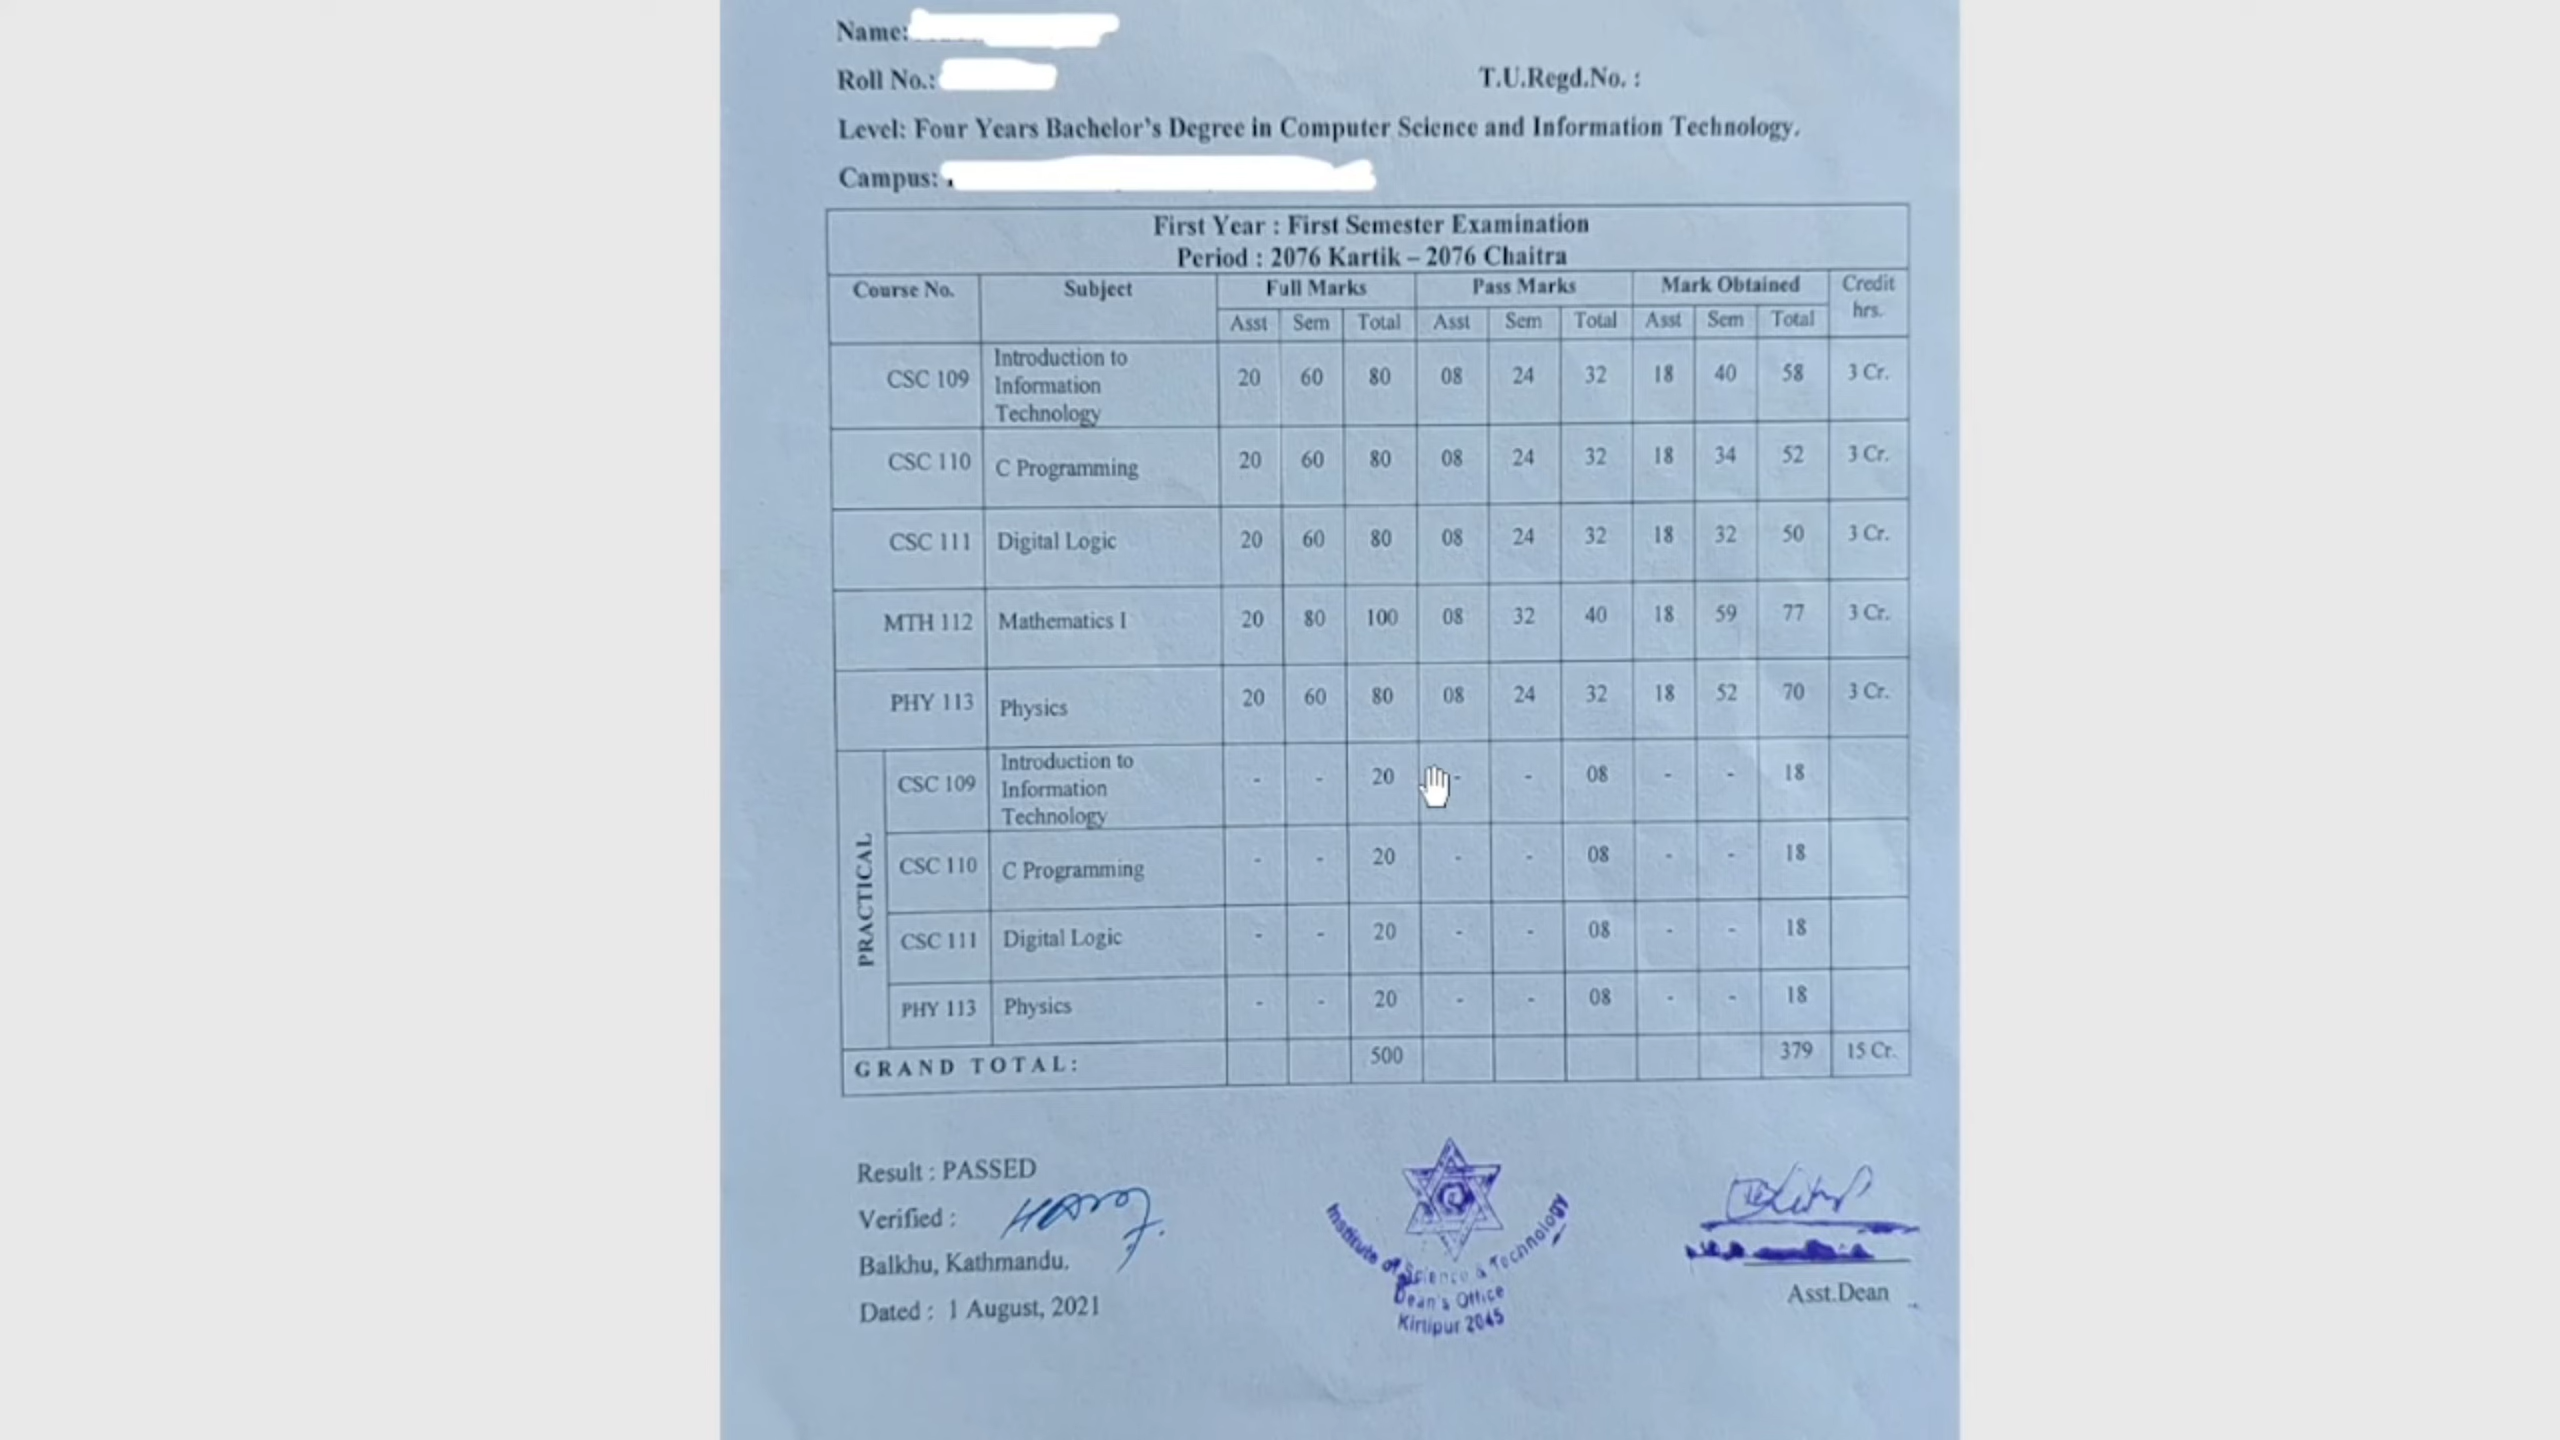 Name:
Roll No.:
T.U.Regd.No. :
Level: Four Years Bachelor's Degree in Computer Science and Information Technology.
Campus:
First Year : First Semester Examination
Period : 2076 Kartik – 2076 Chaitra
Course No. Subject Full Marks Pass Marks Mark Obtained Credit hrs.
Asst Sem Total Asst Sem Total Asst Sem Total
CSC 109 Introduction to Information Technology 20 60 80 08 24 32 18 40 58 3 Cr.
CSC 110 C Programming 20 60 80 08 24 32 18 34 52 3 Cr.
CSC 111 Digital Logic 20 60 80 08 24 32 18 32 50 3 Cr.
MTH 112 Mathematics I 20 80 100 08 32 40 18 59 77 3 Cr.
PHY 113 Physics 20 60 80 08 24 32 18 52 70 3 Cr.
PRACTICAL
CSC 109 Introduction to Information Technology - - 20 - - 08 - - 18
CSC 110 C Programming - - 20 - - 08 - - 18
CSC 111 Digital Logic - - 20 - - 08 - - 18
PHY 113 Physics - - 20 - - 08 - - 18
GRAND TOTAL: 500 379 15 Cr.
Result : PASSED
Verified :
Balkhu, Kathmandu.
Dated : 1 August, 2021
Institute of Science & Technology
Dean's Office
Kirtipur 2045
Asst.Dean